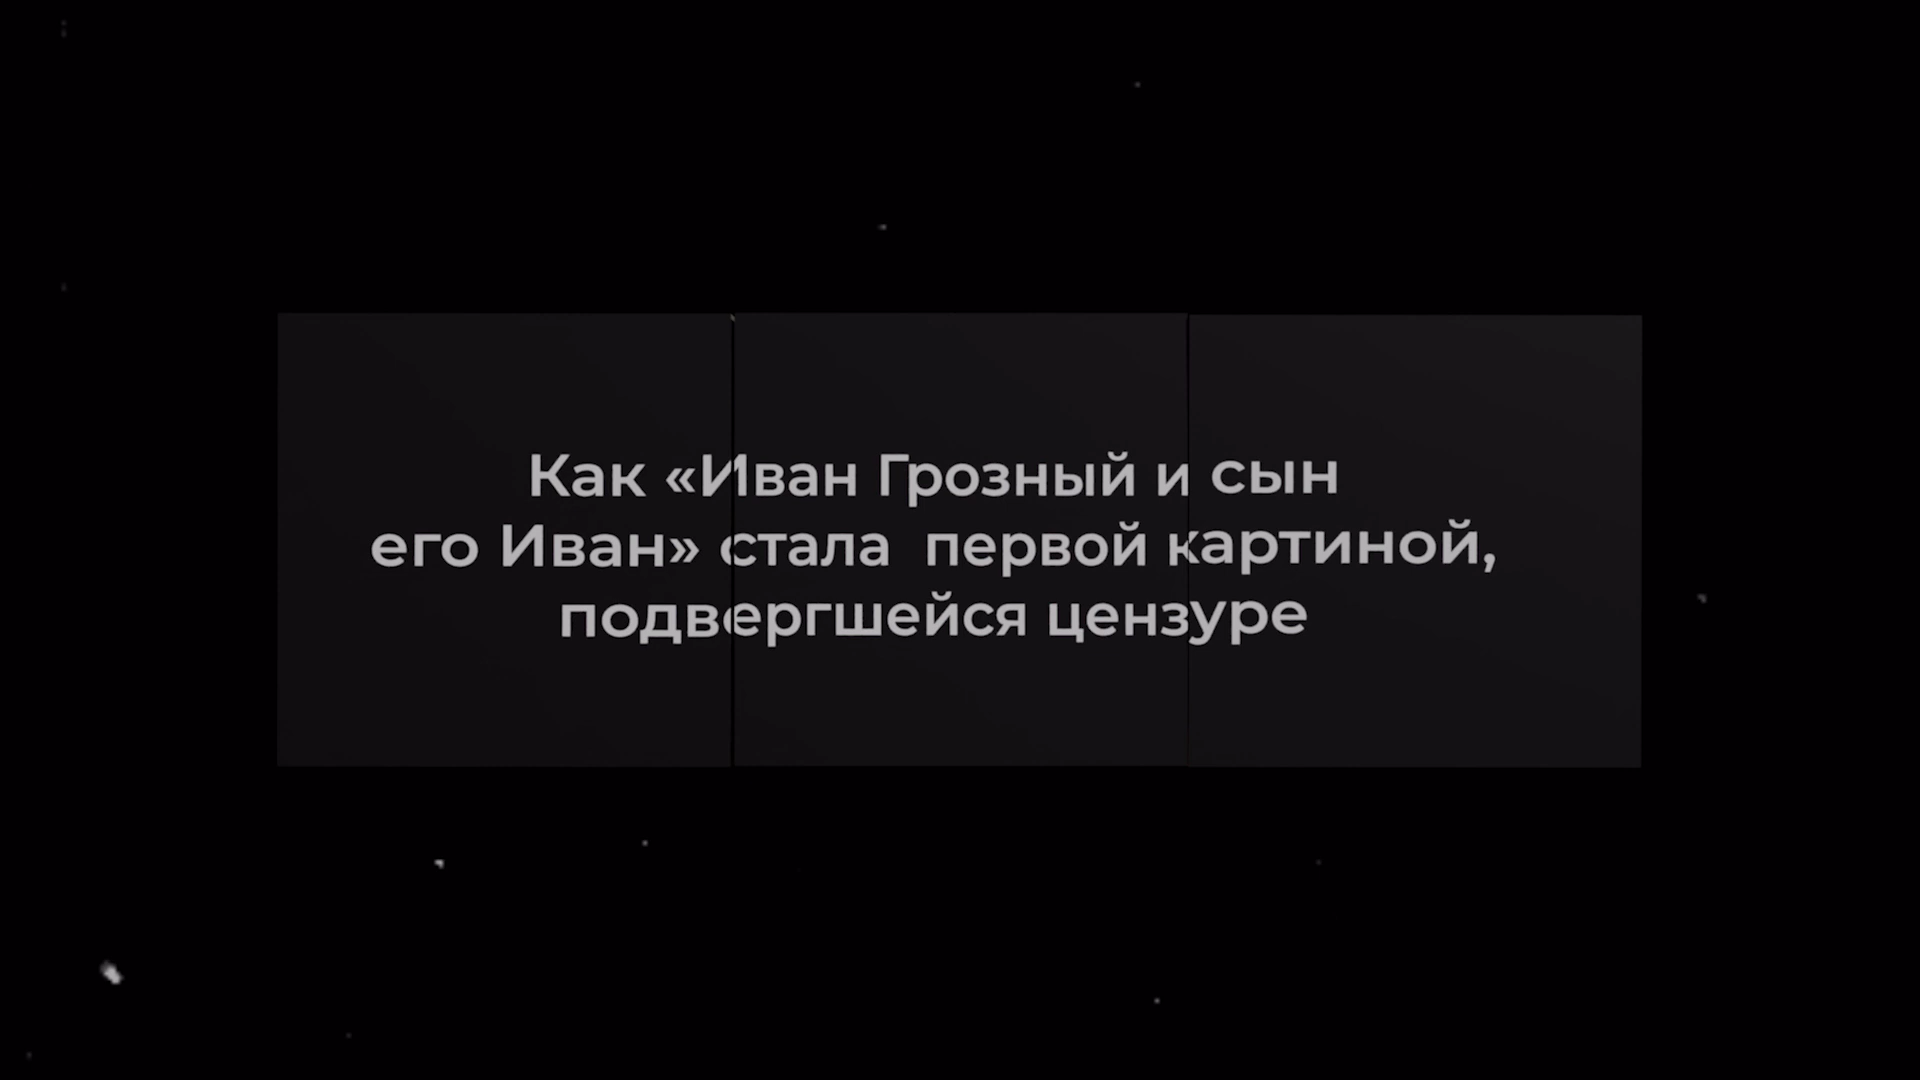 Как «Иван Грозный и сын
его Иван» стала первой картиной,
подвергшейся цензуре